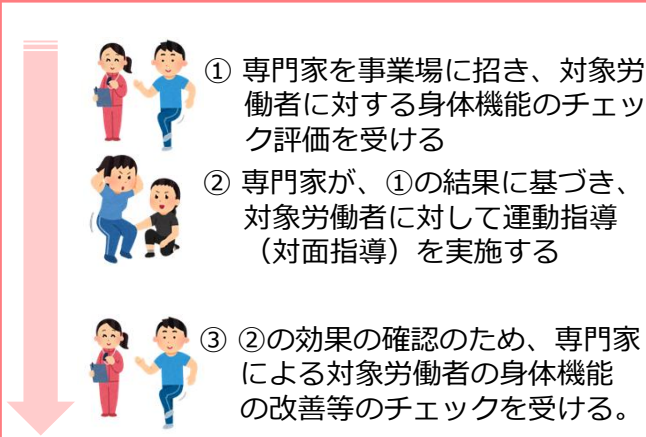 ① 専門家を事業場に招き、対象労
働者に対する身体機能のチェッ
ク評価を受ける
② 専門家が、①の結果に基づき、
対象労働者に対して運動指導
（対面指導）を実施する
③ ②の効果の確認のため、専門家
による対象労働者の身体機能
の改善等のチェックを受ける。